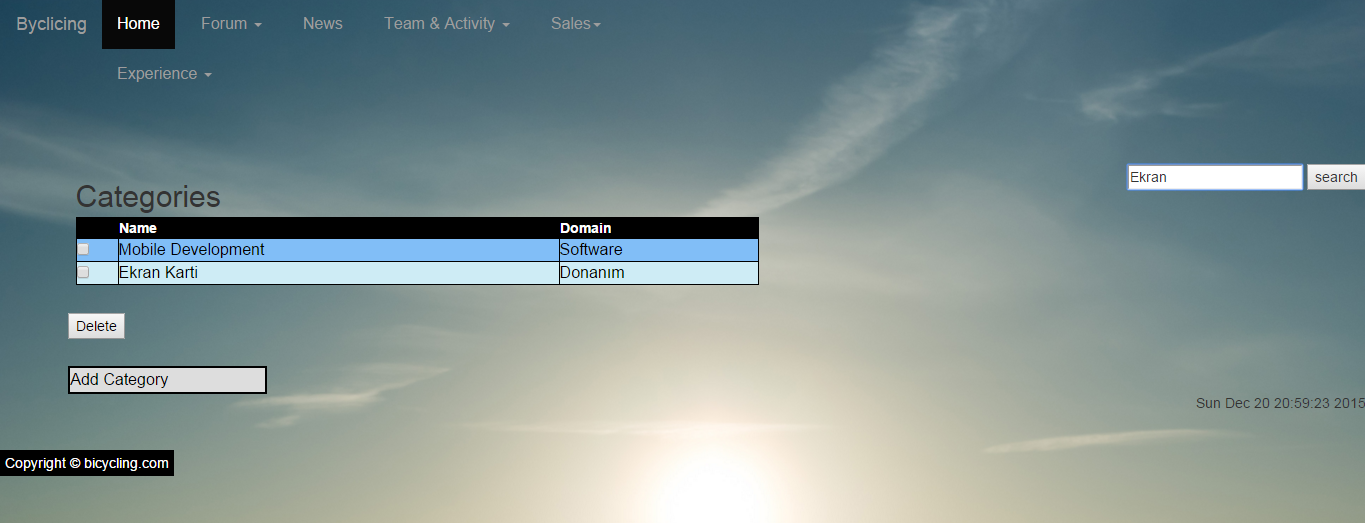 Byclicing Home Forum News Team & Activity Sales
Experience
Ekran search
Categories
Name Domain
Mobile Development Software
Ekran Karti Donanım
Delete
Add Category
Sun Dec 20 20:59:23 2015
Copyright © bicycling.com